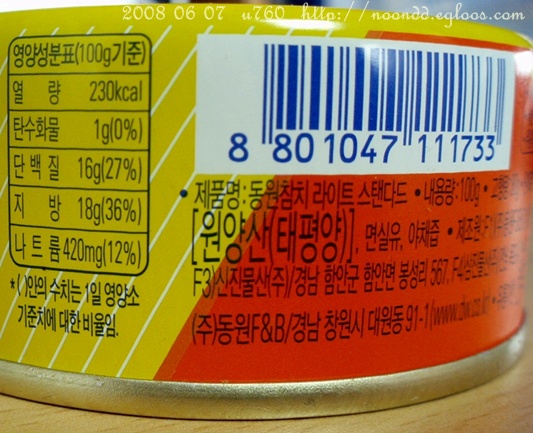 2008 06 07 u760 http://noondd.egloos.com
영양성분표(100g기준)
열 량 230kcal
탄수화물 1g(0%)
단백질 16g(27%)
지 방 18g(36%)
나트륨 420mg(12%)
*( )안의 수치는 1일 영양소
기준치에 대한 비율임.
8 801047 111733
• 제품명: 동원참치 라이트 스탠다드 • 내용량: 100g •
[원양산(태평양)], 면실유, 야채즙 • 제조원:
F3)신진물산(주)/경남 함안군 함안면 봉성리 567,
(주)동원F&B/경남 창원시 대원동 91-1